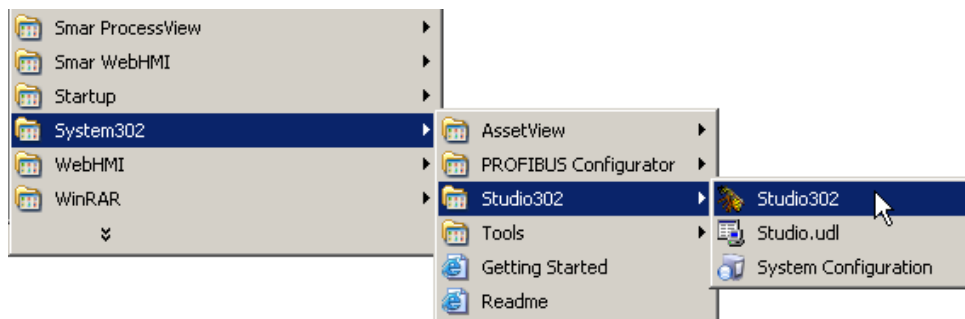 Smar ProcessView
Smar WebHMI
Startup
System302
WebHMI
WinRAR
AssetView
PROFIBUS Configurator
Studio302
Tools
Getting Started
Readme
Studio302
Studio.udl
System Configuration